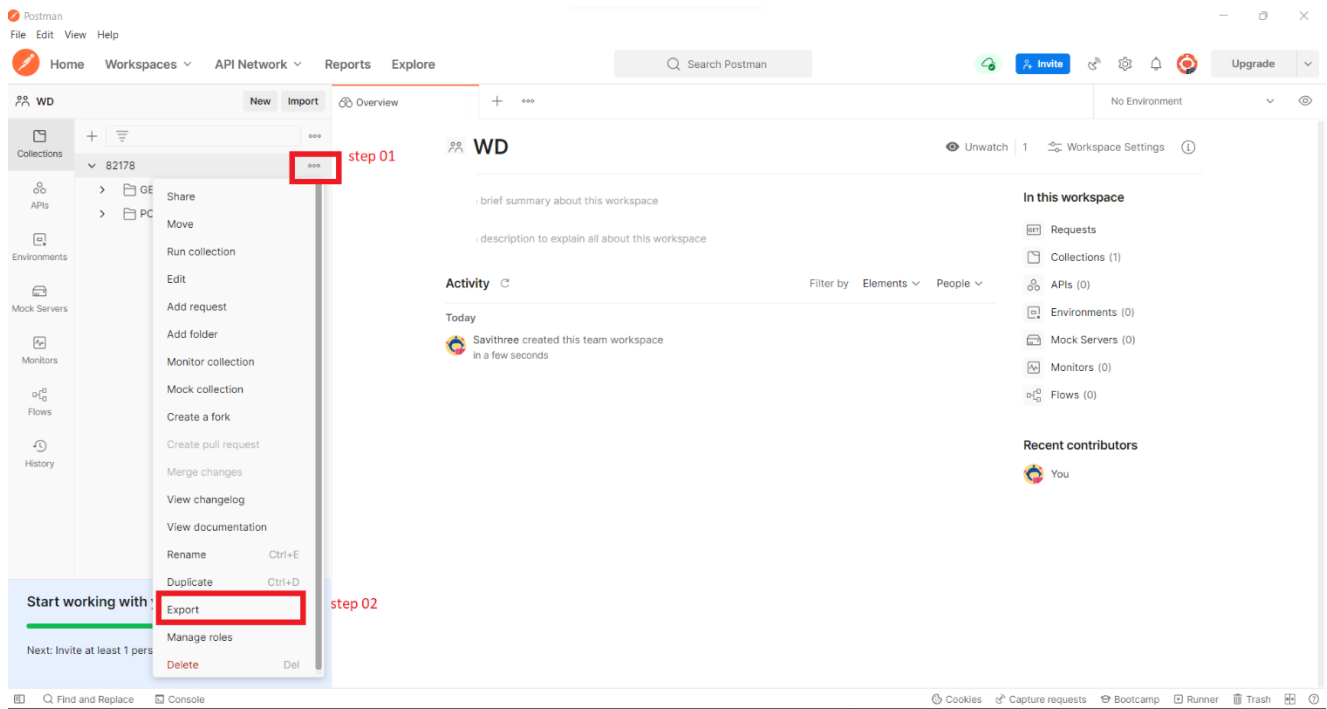 Postman
File Edit View Help
Home Workspaces API Network Reports Explore Search Postman Invite Upgrade
WD New Import Overview No Environment
Collections
82178
step 01
GE
PC
APIs
Environments
Mock Servers
Monitors
Flows
History
Share
Move
Run collection
Edit
Add request
Add folder
Monitor collection
Mock collection
Create a fork
Create pull request
Merge changes
View changelog
View documentation
Rename Ctrl+E
Duplicate Ctrl+D
Export
step 02
Manage roles
Delete Del
Start working with
Next: Invite at least 1 pers
WD
Unwatch 1 Workspace Settings
brief summary about this workspace
description to explain all about this workspace
Activity Filter by Elements People
Today
Savithree created this team workspace
in a few seconds
In this workspace
GET Requests
Collections (1)
APIs (0)
Environments (0)
Mock Servers (0)
Monitors (0)
Flows (0)
Recent contributors
You
Find and Replace Console Cookies Capture requests Bootcamp Runner Trash